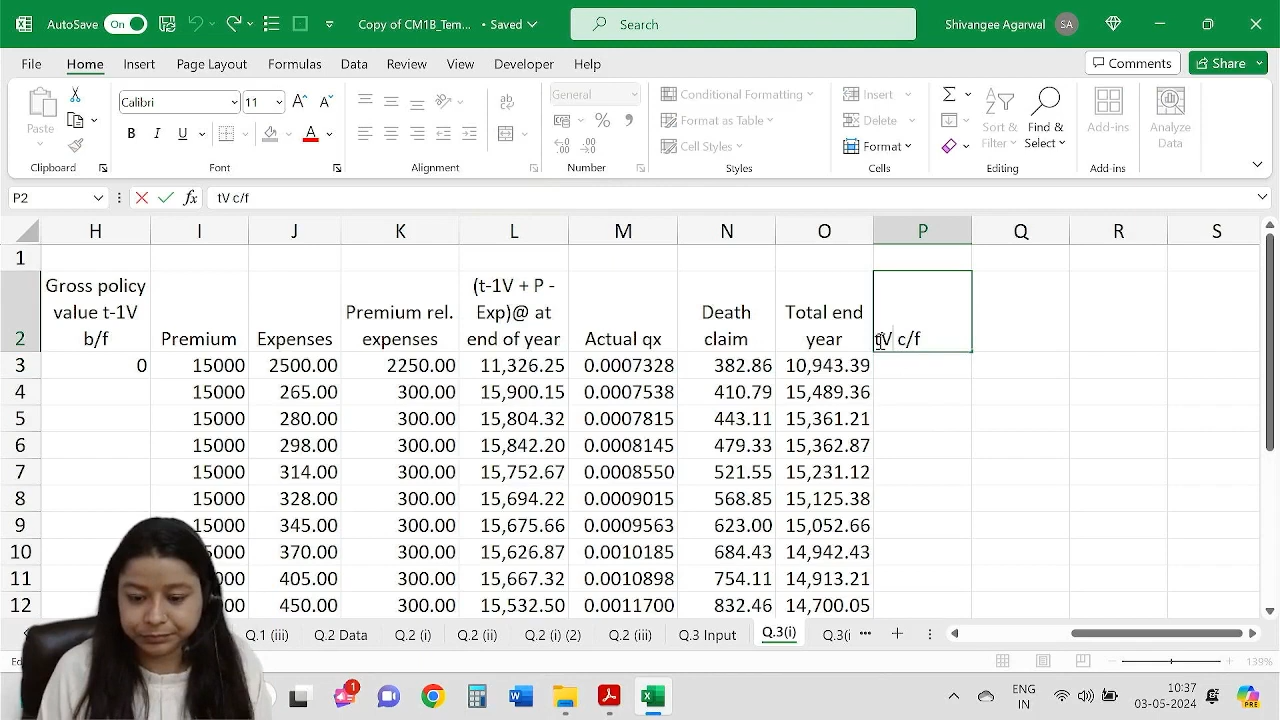 AutoSave On Copy of CM1B_Tem... • Saved Search Shivangee Agarwal SA
File Home Insert Page Layout Formulas Data Review View Developer Help Comments Share
Paste Calibri 11 A A ab General Conditional Formatting Insert Σ
B I U A % , Format as Table Delete Sort & Filter Find & Select Add-ins Analyze Data
Cell Styles Format
Clipboard Font Alignment Number Styles Cells Editing Add-ins
P2 fx tV c/f
H I J K L M N O P Q R S
1
Gross policy (t-1V + P -
value t-1V Premium rel. Exp)@ at Death Total end
2 b/f Premium Expenses expenses end of year Actual qx claim year tV c/f
3 0 15000 2500.00 2250.00 11,326.25 0.0007328 382.86 10,943.39
4 15000 265.00 300.00 15,900.15 0.0007538 410.79 15,489.36
5 15000 280.00 300.00 15,804.32 0.0007815 443.11 15,361.21
6 15000 298.00 300.00 15,842.20 0.0008145 479.33 15,362.87
7 15000 314.00 300.00 15,752.67 0.0008550 521.55 15,231.12
8 15000 328.00 300.00 15,694.22 0.0009015 568.85 15,125.38
9 15000 345.00 300.00 15,675.66 0.0009563 623.00 15,052.66
10 5000 370.00 300.00 15,626.87 0.0010185 684.43 14,942.43
11 000 405.00 300.00 15,667.32 0.0010898 754.11 14,913.21
12 000 450.00 300.00 15,532.50 0.0011700 832.46 14,700.05
Q.1 (iii) Q.2 Data Q.2 (i) Q.2 (ii) Q.2 (i) (2) Q.2 (iii) Q.3 Input Q.3(i) Q.3(i ...
Ed 139%
1 ENG IN 10:37 03-05-2024 PRE